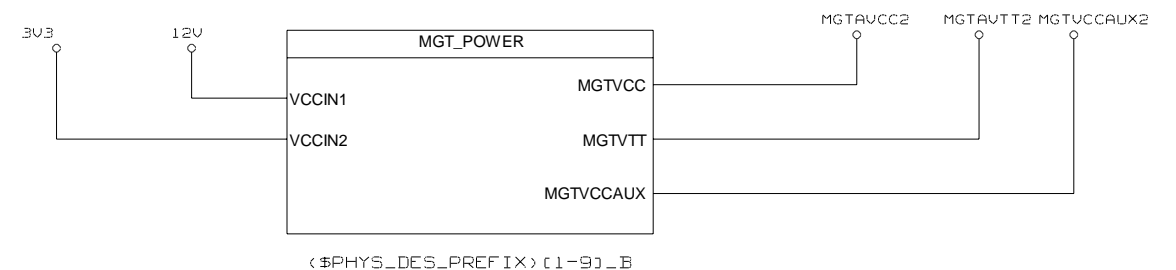 MGTAVCC2 MGTAVTT2 MGTVCCAUX2
3V3 12V
MGT_POWER
MGTVCC
VCCIN1
VCCIN2 MGTVTT
MGTVCCAUX
($PHYS_DES_PREFIX)[1-9]_B